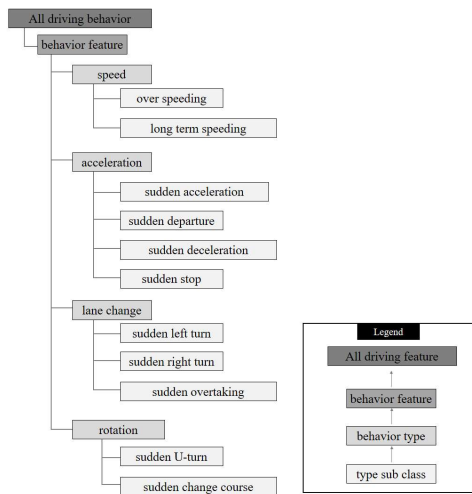 All driving behavior
behavior feature
speed
over speeding
long term speeding
acceleration
sudden acceleration
sudden departure
sudden deceleration
sudden stop
lane change
sudden left turn
sudden right turn
sudden overtaking
rotation
sudden U-turn
sudden change course
Legend
All driving feature
behavior feature
behavior type
type sub class